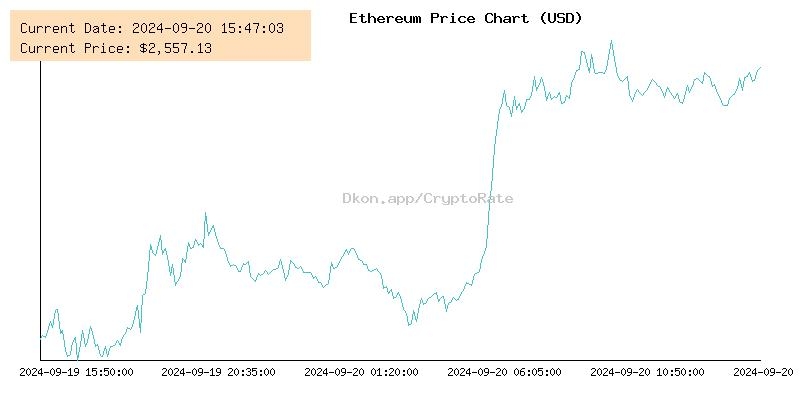 Ethereum Price Chart (USD)
Current Date: 2024-09-20 15:47:03
Current Price: $2,557.13
Dkon.app/CryptoRate
2024-09-19 15:50:00
2024-09-19 20:35:00
2024-09-20 01:20:00
2024-09-20 06:05:00
2024-09-20 10:50:00
2024-09-20